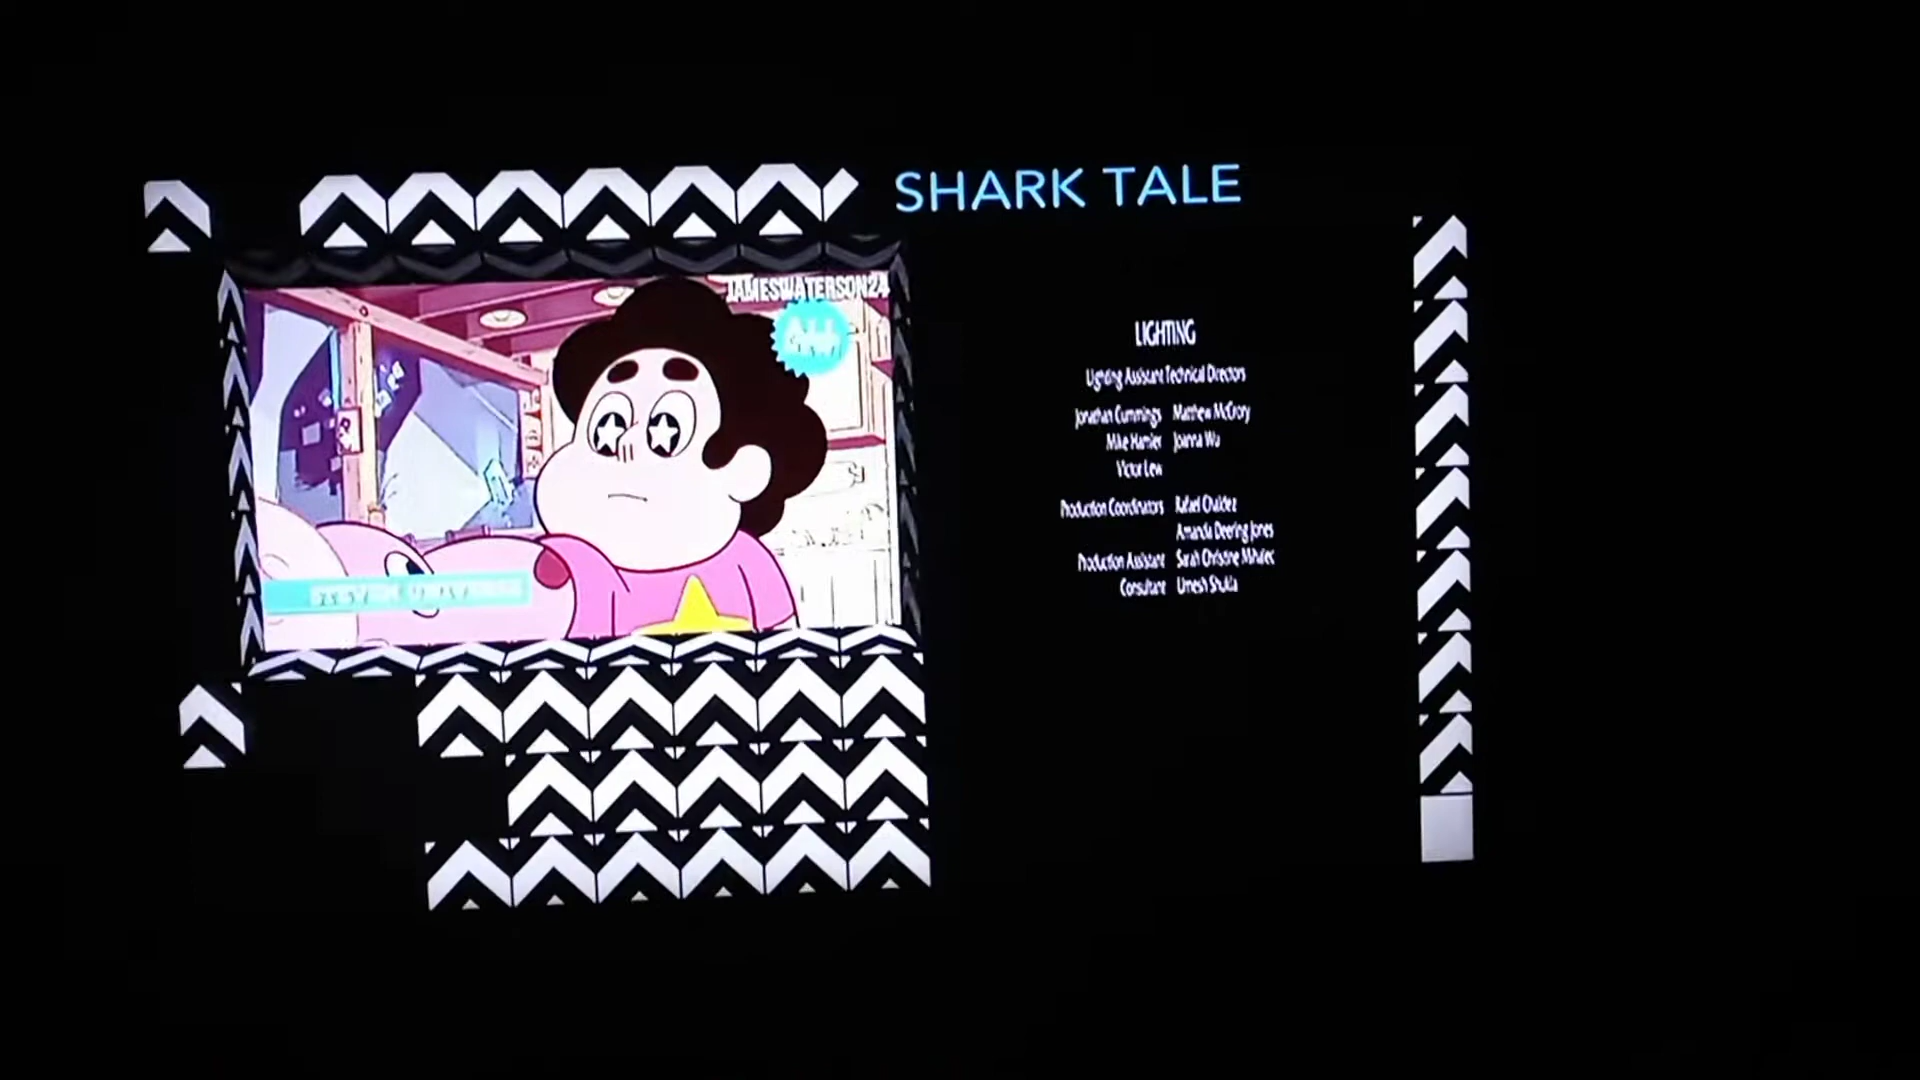 SHARK TALE
JAMESWATERSON24
ALL
LIGHTING
Lighting Assistant Technical Directors
Jonathan Cummings Matthew McCrory
Mike Hamler Joanna Wu
Victor Lew
Production Coordinators Rafael Chaidez
Amanda Deering Jones
Production Assistant Sarah Christine
Consultant Umesh Shukla